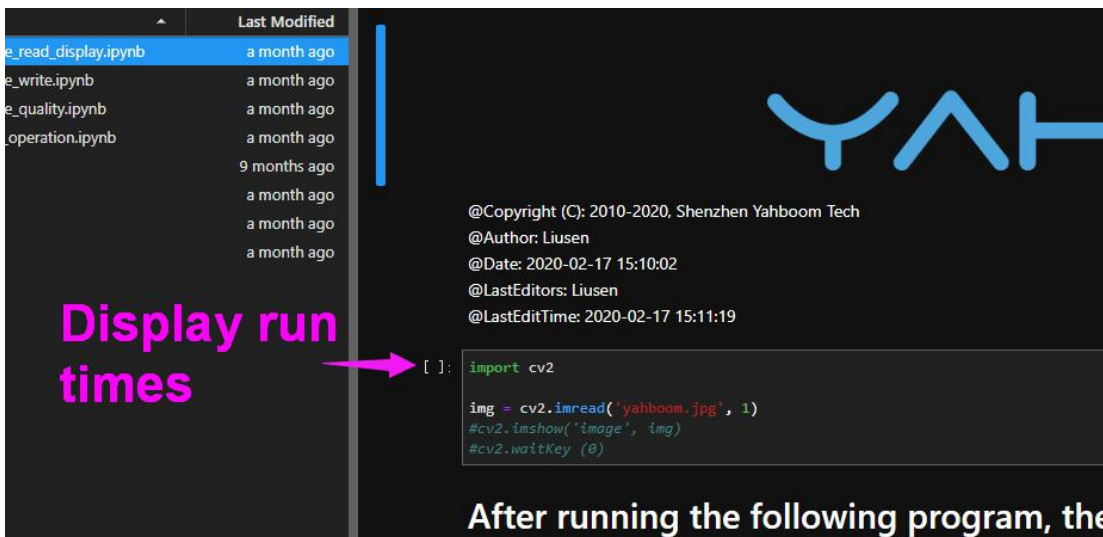 Last Modified
e_read_display.ipynb a month ago
e_write.ipynb a month ago
e_quality.ipynb a month ago
_operation.ipynb a month ago
9 months ago
a month ago
a month ago
a month ago
YAH
@Copyright (C): 2010-2020, Shenzhen Yahboom Tech
@Author: Liusen
@Date: 2020-02-17 15:10:02
@LastEditors: Liusen
@LastEditTime: 2020-02-17 15:11:19
Display run
times
[ ]: import cv2
img = cv2.imread('yahboom.jpg', 1)
#cv2.imshow('image', img)
#cv2.waitKey (0)
After running the following program, the